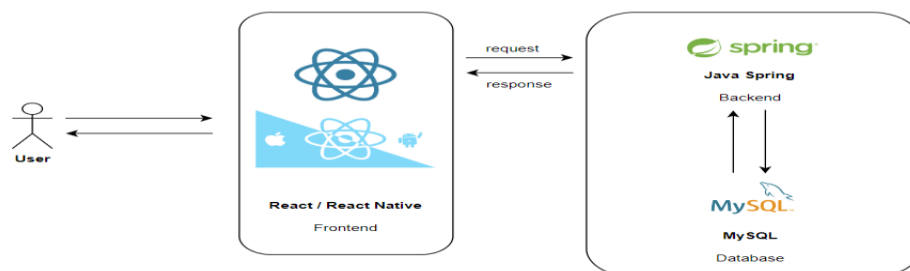 User
React / React Native
Frontend
request
response
spring
Java Spring
Backend
MySQL
MySQL
Database